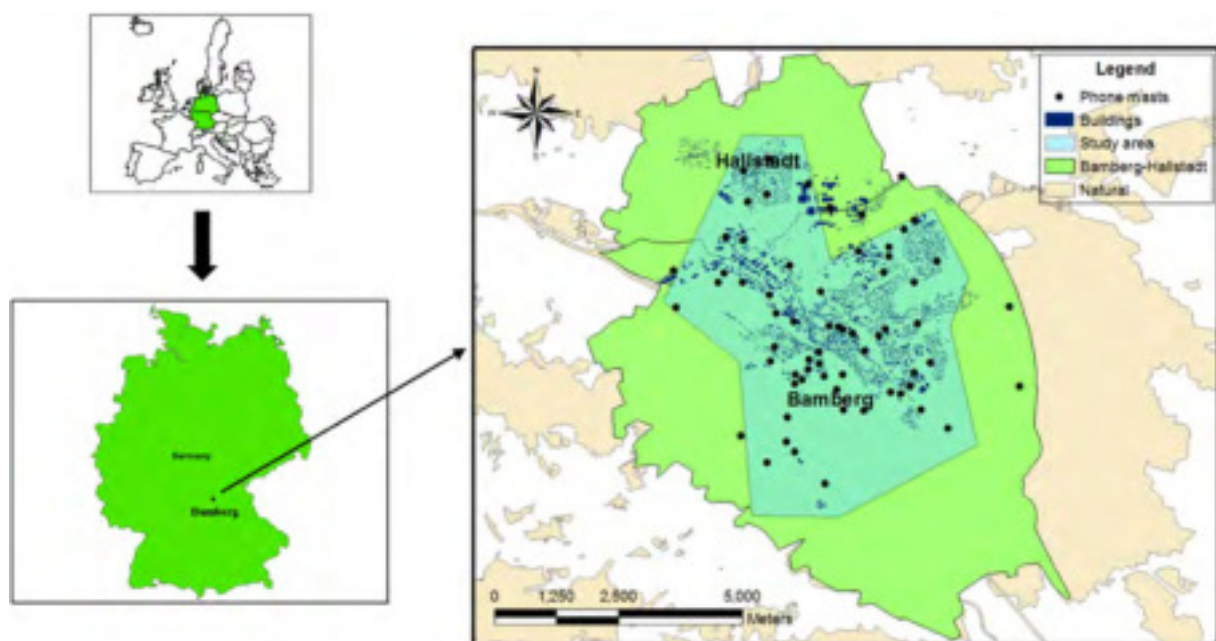 Germany
Bamberg
N
Hallstadt
Bamberg
Legend
Phone masts
Buildings
Study area
Bamberg-Hallstedt
Natural
0 1,250 2,500 5,000
Meters